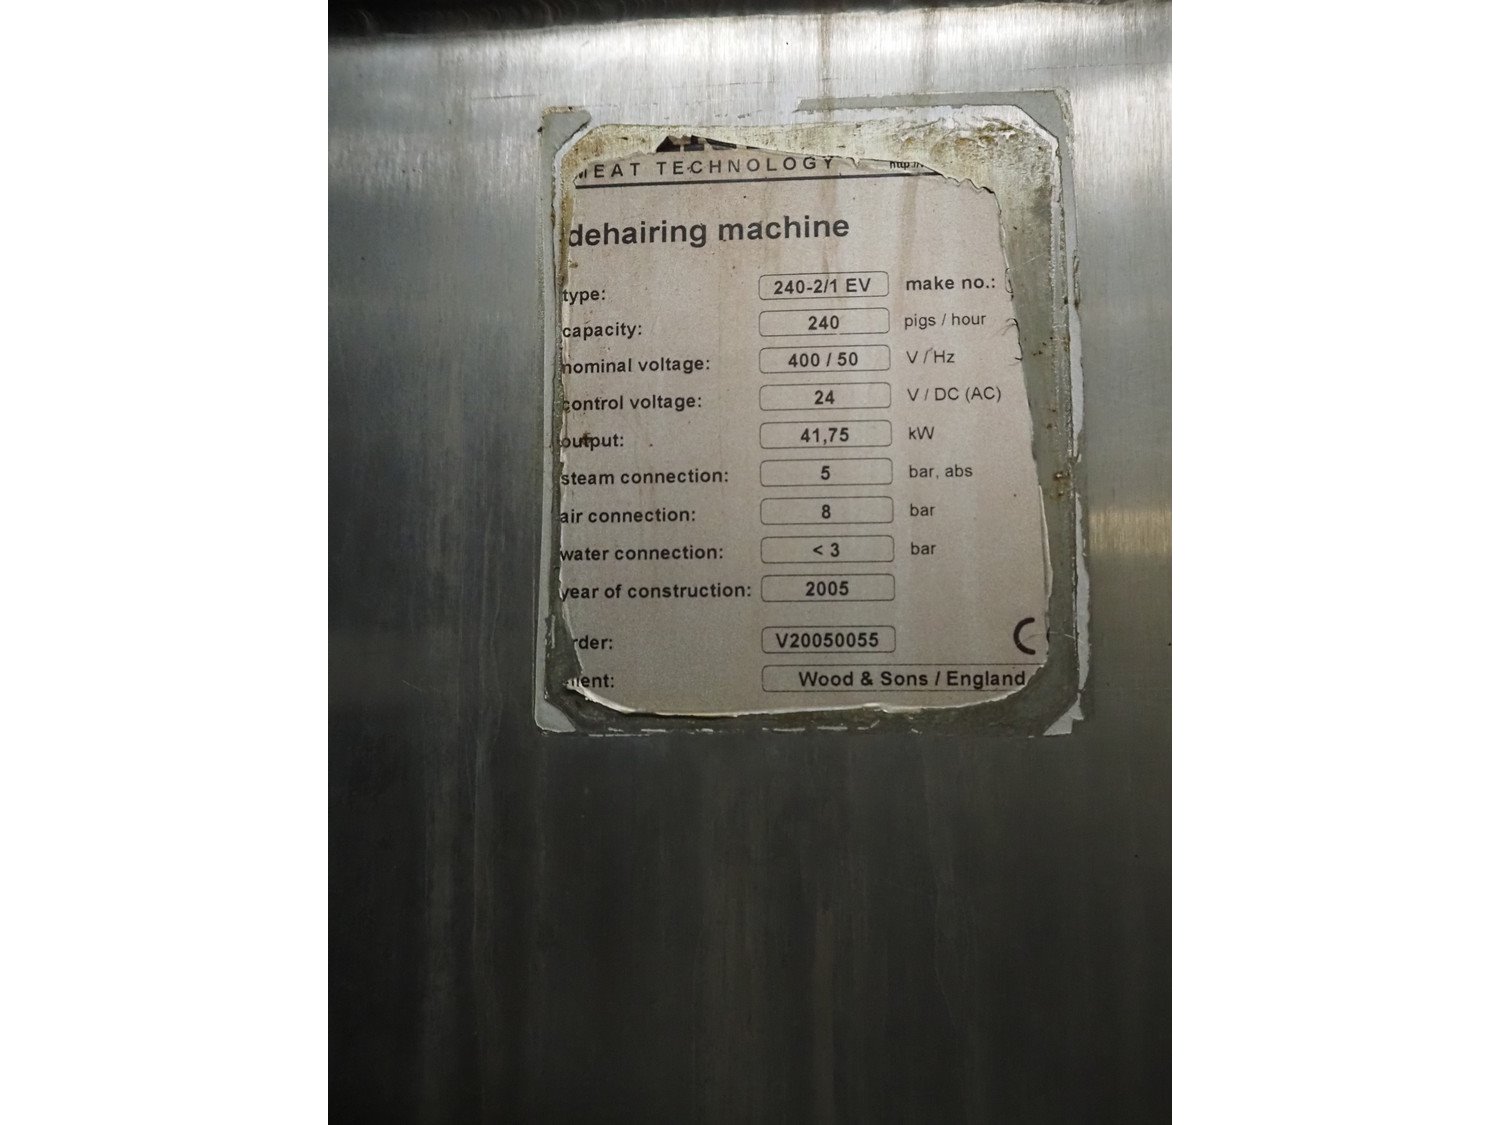 MEAT TECHNOLOGY http://
dehairing machine
type: 240-2/1 EV make no.:
capacity: 240 pigs / hour
nominal voltage: 400 / 50 V / Hz
control voltage: 24 V / DC (AC)
output: 41,75 kW
steam connection: 5 bar, abs
air connection: 8 bar
water connection: < 3 bar
year of construction: 2005
rder: V20050055
lient: Wood & Sons / England